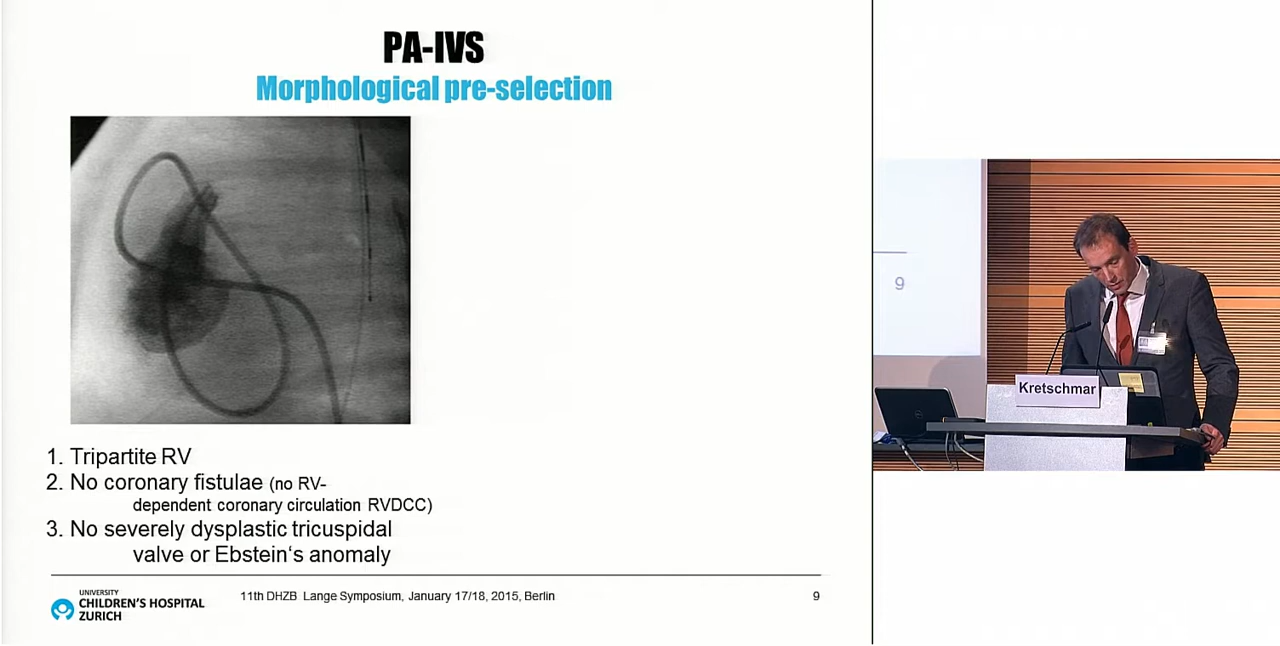 PA-IVS
Morphological pre-selection
1. Tripartite RV
2. No coronary fistulae (no RV-
dependent coronary circulation RVDCC)
3. No severely dysplastic tricuspidal
valve or Ebstein‘s anomaly
UNIVERSITY
CHILDREN'S HOSPITAL
ZURICH
11th DHZB Lange Symposium, January 17/18, 2015, Berlin
9
9
Kretschmar